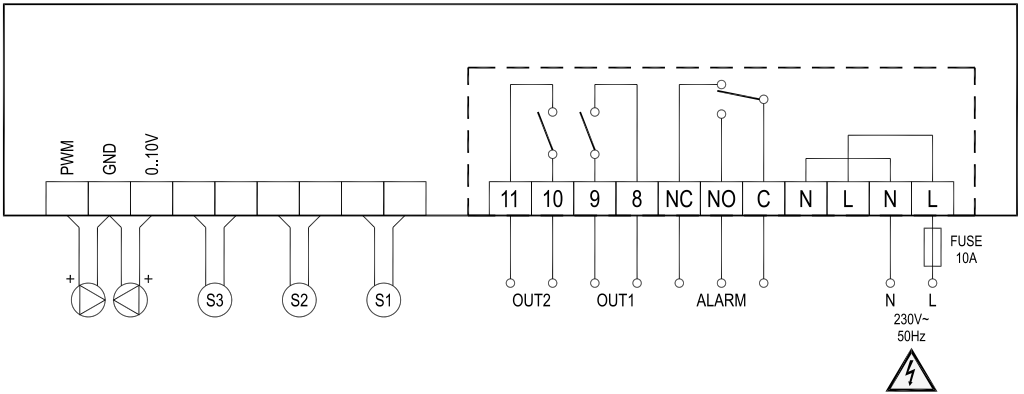 PWM
GND
0..10V
11 10 9 8 NC NO C N L N L
FUSE
10A
+ +
S3 S2 S1
OUT2 OUT1 ALARM N L
230V~
50Hz